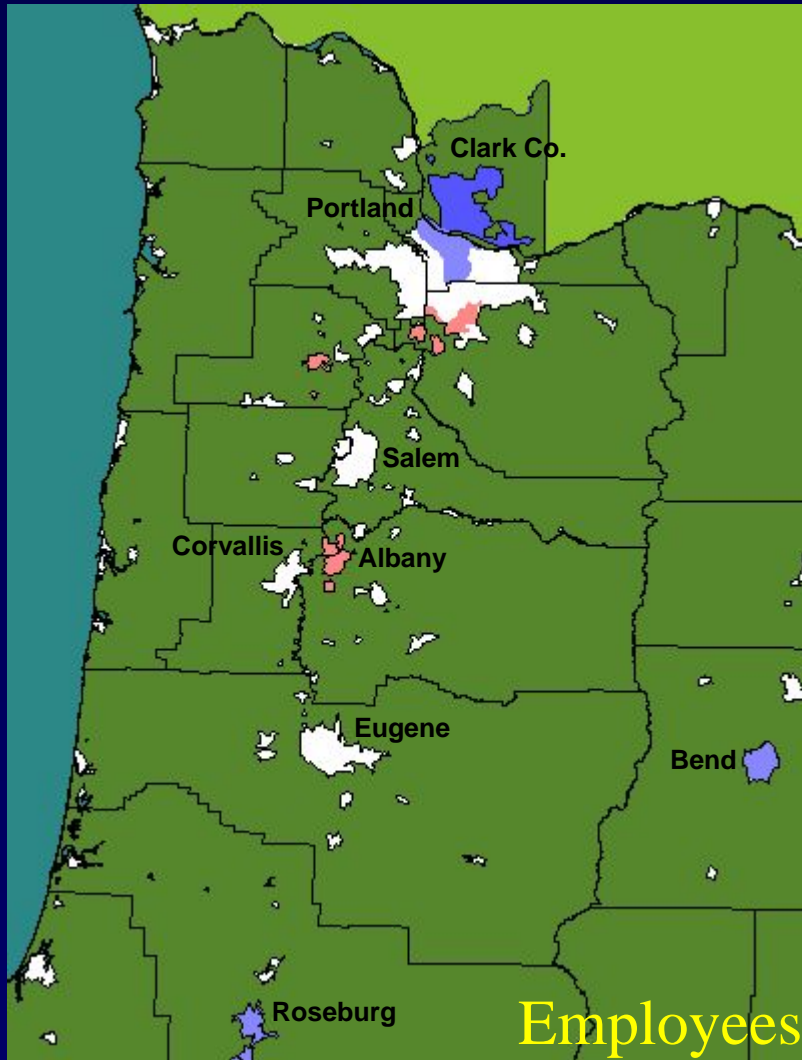 Clark Co.
Portland
Salem
Corvallis
Albany
Eugene
Bend
Roseburg
Employees